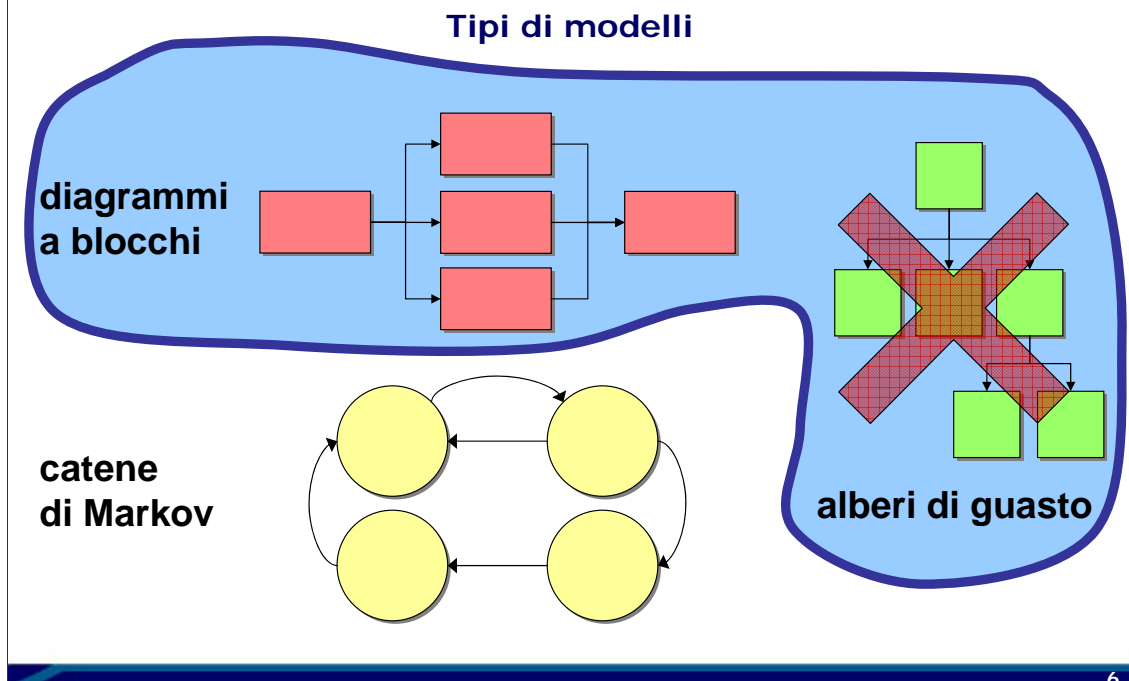 Tipi di modelli
diagrammi
a blocchi
catene
di Markov
alberi di guasto
6